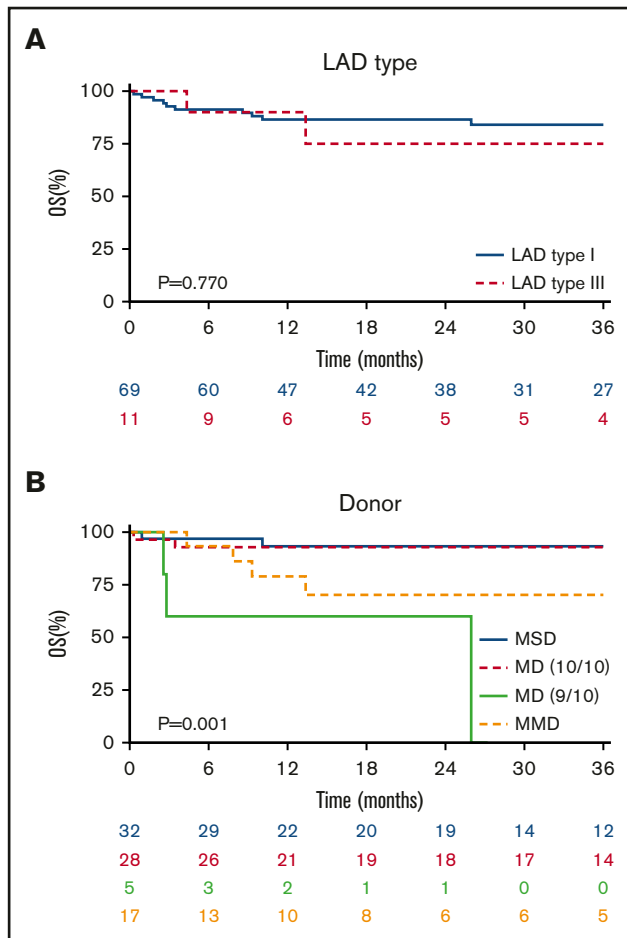 A
LAD type
100
75
50
25
0
OS(%)
P=0.770
LAD type I
LAD type III
0 6 12 18 24 30 36
Time (months)
69 60 47 42 38 31 27
11 9 6 5 5 5 4
B
Donor
100
75
50
25
0
OS(%)
P=0.001
MSD
MD (10/10)
MD (9/10)
MMD
0 6 12 18 24 30 36
Time (months)
32 29 22 20 19 14 12
28 26 21 19 18 17 14
5 3 2 1 1 0 0
17 13 10 8 6 6 5